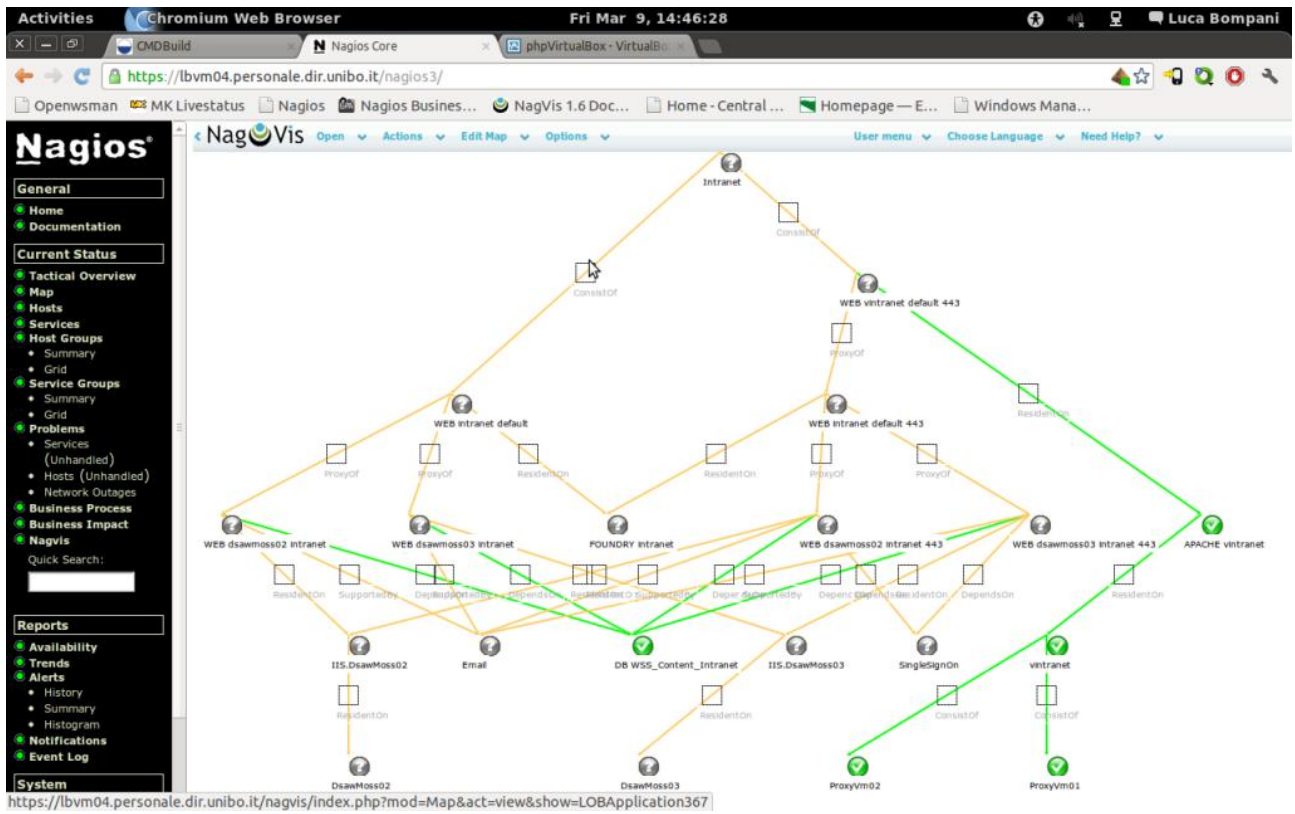 Activities Chromium Web Browser Fri Mar 9, 14:46:28 Luca Bompani
CMDBuild Nagios Core phpVirtualBox - VirtualBo
https://lbvm04.personale.dir.unibo.it/nagios3/
Openwsman MK Livestatus Nagios Nagios Busines... NagVis 1.6 Doc... Home - Central ... Homepage — E... Windows Mana...
Nagios®
General
Home
Documentation
Current Status
Tactical Overview
Map
Hosts
Services
Host Groups
Summary
Grid
Service Groups
Summary
Grid
Problems
Services
(Unhandled)
Hosts (Unhandled)
Network Outages
Business Process
Business Impact
Nagvis
Quick Search:
Reports
Availability
Trends
Alerts
History
Summary
Histogram
Notifications
Event Log
System
< NagVis Open Actions Edit Map Options User menu Choose Language Need Help?
Intranet
ConsistOf
ConsistOf
WEB vintranet default 443
ProxyOf
ResidentOn
WEB intranet default WEB intranet default 443
ProxyOf ProxyOf ResidentOn ResidentOn ProxyOf ProxyOf
WEB dsawmoss02 intranet WEB dsawmoss03 intranet FOUNDRY intranet WEB dsawmoss02 intranet 443 WEB dsawmoss03 intranet 443 APACHE vintranet
ResidentOn SupportedBy DependsOn DependsOn ResidentOn
IIS.DsawMoss02 Email DB WSS_Content_Intranet IIS.DsawMoss03 SingleSignOn vintranet
ResidentOn ResidentOn ConsistOf ConsistOf
DsawMoss02 DsawMoss03 ProxyVm02 ProxyVm01
https://lbvm04.personale.dir.unibo.it/nagvis/index.php?mod=Map&act=view&show=LOBApplication367